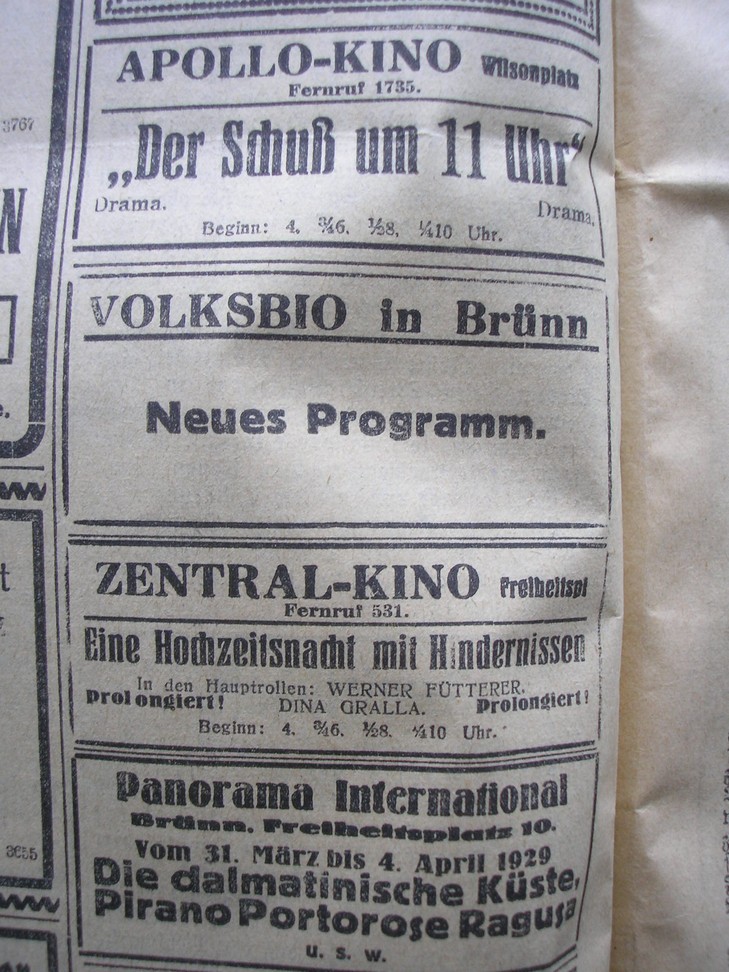 APOLLO-KINO Wilsonplatz
Fernruf 1735.
„Der Schuß um 11 Uhr“
Drama. Drama.
Beginn: 4, ¾6, ½8, ¼10 Uhr.
VOLKSBIO in Brünn
Neues Programm.
ZENTRAL-KINO Freiheitspl
Fernruf 531.
Eine Hochzeitsnacht mit Hindernissen
In den Hauptrollen: WERNER FÜTTERER.
Prolongiert! DINA GRALLA. Prolongiert!
Beginn: 4, ¾6, ½8, ¼10 Uhr.
Panorama International
Brünn, Freiheitsplatz 10.
Vom 31. März bis 4. April 1929
Die dalmatinische Küste,
Pirano Portorose Ragusa
u. s. w.
3767
N
e.
t
3655